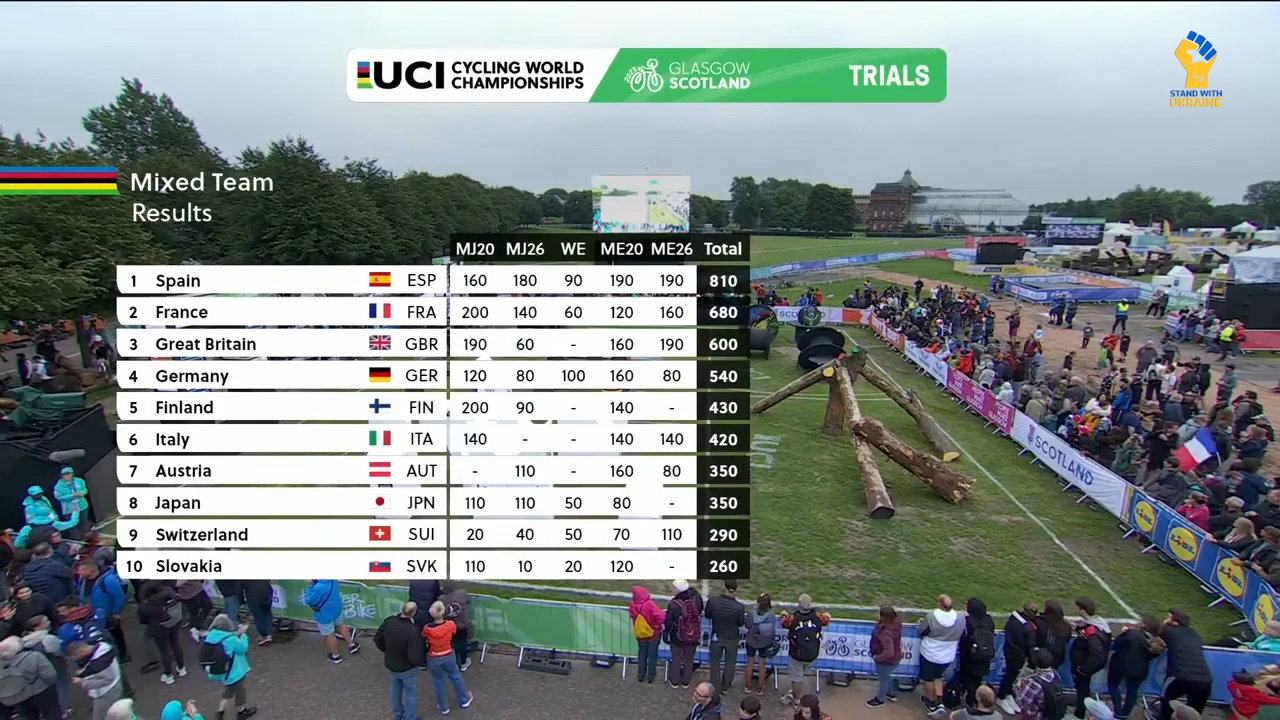 UCI CYCLING WORLD CHAMPIONSHIPS
2023 GLASGOW SCOTLAND
TRIALS
STAND WITH
UKRAINE
Mixed Team
Results
MJ20 MJ26 WE ME20 ME26 Total
1 Spain ESP 160 180 90 190 190 810
2 France FRA 200 140 60 120 160 680
3 Great Britain GBR 190 60 - 160 190 600
4 Germany GER 120 80 100 160 80 540
5 Finland FIN 200 90 - 140 - 430
6 Italy ITA 140 - - 140 140 420
7 Austria AUT - 110 - 160 80 350
8 Japan JPN 110 110 50 80 - 350
9 Switzerland SUI 20 40 50 70 110 290
10 Slovakia SVK 110 10 20 120 - 260
SCOTLAND
LIDL
LIDL
LIDL
LIDL